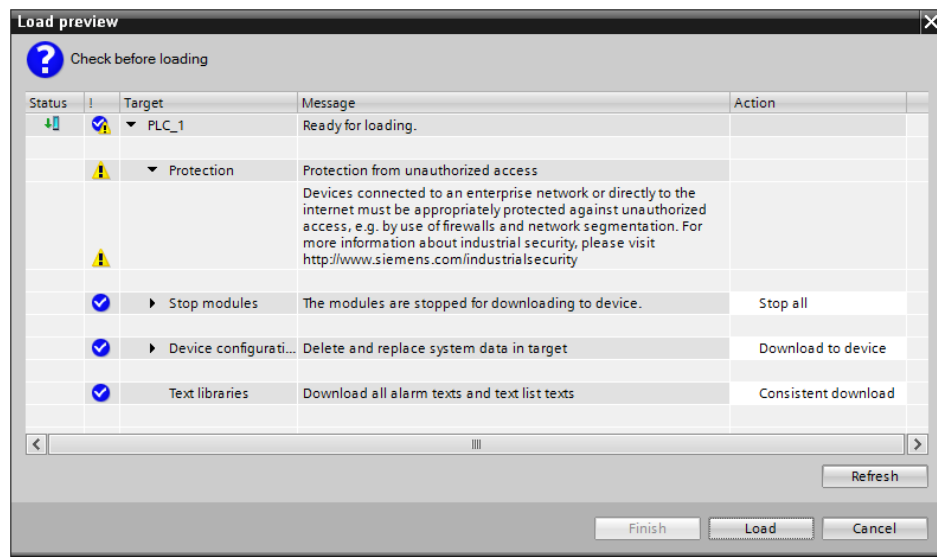 Load preview
Check before loading
Status ! Target Message Action
PLC_1 Ready for loading.
Protection Protection from unauthorized access
Devices connected to an enterprise network or directly to the
internet must be appropriately protected against unauthorized
access, e.g. by use of firewalls and network segmentation. For
more information about industrial security, please visit
http://www.siemens.com/industrialsecurity
Stop modules The modules are stopped for downloading to device. Stop all
Device configurati... Delete and replace system data in target Download to device
Text libraries Download all alarm texts and text list texts Consistent download
Refresh
Finish Load Cancel